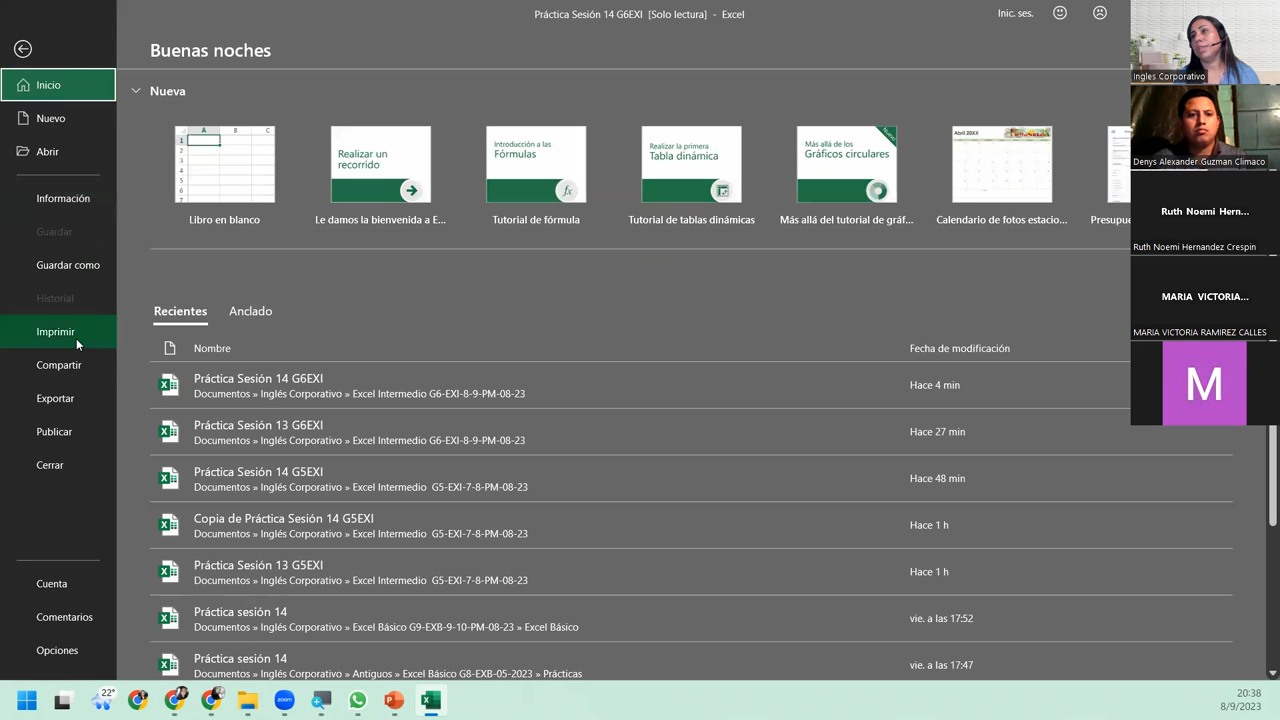 Práctica Sesión 14 G6EXI [Solo lectura] - Excel
Inic. ses.
Buenas noches
Inicio
Nuevo
Abrir
Información
Guardar
Guardar como
Historial
Imprimir
Compartir
Exportar
Publicar
Cerrar
Cuenta
Comentarios
Opciones
Nueva
A B C
1
2
3
4
5
6
7
Libro en blanco
Realizar un
recorrido
Le damos la bienvenida a E...
Introducción a las
Fórmulas
fx
Tutorial de fórmula
Realizar la primera
Tabla dinámica
Tutorial de tablas dinámicas
Más allá de los
Gráficos circulares
Nuevo
Más allá del tutorial de gráf...
Abril 20XX
Calendario de fotos estacio...
Presupue
Recientes
Anclado
Nombre
Fecha de modificación
Práctica Sesión 14 G6EXI
Documentos » Inglés Corporativo » Excel Intermedio G6-EXI-8-9-PM-08-23
Hace 4 min
Práctica Sesión 13 G6EXI
Documentos » Inglés Corporativo » Excel Intermedio G6-EXI-8-9-PM-08-23
Hace 27 min
Práctica Sesión 14 G5EXI
Documentos » Inglés Corporativo » Excel Intermedio G5-EXI-7-8-PM-08-23
Hace 48 min
Copia de Práctica Sesión 14 G5EXI
Documentos » Inglés Corporativo » Excel Intermedio G5-EXI-7-8-PM-08-23
Hace 1 h
Práctica Sesión 13 G5EXI
Documentos » Inglés Corporativo » Excel Intermedio G5-EXI-7-8-PM-08-23
Hace 1 h
Práctica sesión 14
Documentos » Inglés Corporativo » Excel Básico G9-EXB-9-10-PM-08-23 » Excel Básico
vie. a las 17:52
Práctica sesión 14
Documentos » Inglés Corporativo » Antiguos » Excel Básico G8-EXB-05-2023 » Prácticas
vie. a las 17:47
Ingles Corporativo
Denys Alexander Guzman Climaco
Ruth Noemi Hern...
Ruth Noemi Hernandez Crespin
MARIA VICTORIA...
MARIA VICTORIA RAMIREZ CALLES
M
22°
zoom
20:38
8/9/2023